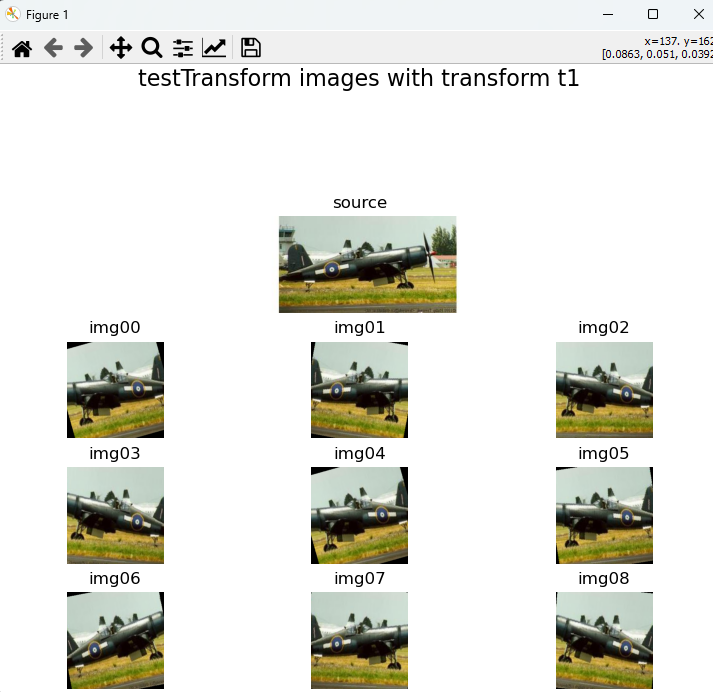 Figure 1
x=137. y=162
[0.0863, 0.051, 0.0392
testTransform images with transform t1
source
img00 img01 img02
img03 img04 img05
img06 img07 img08